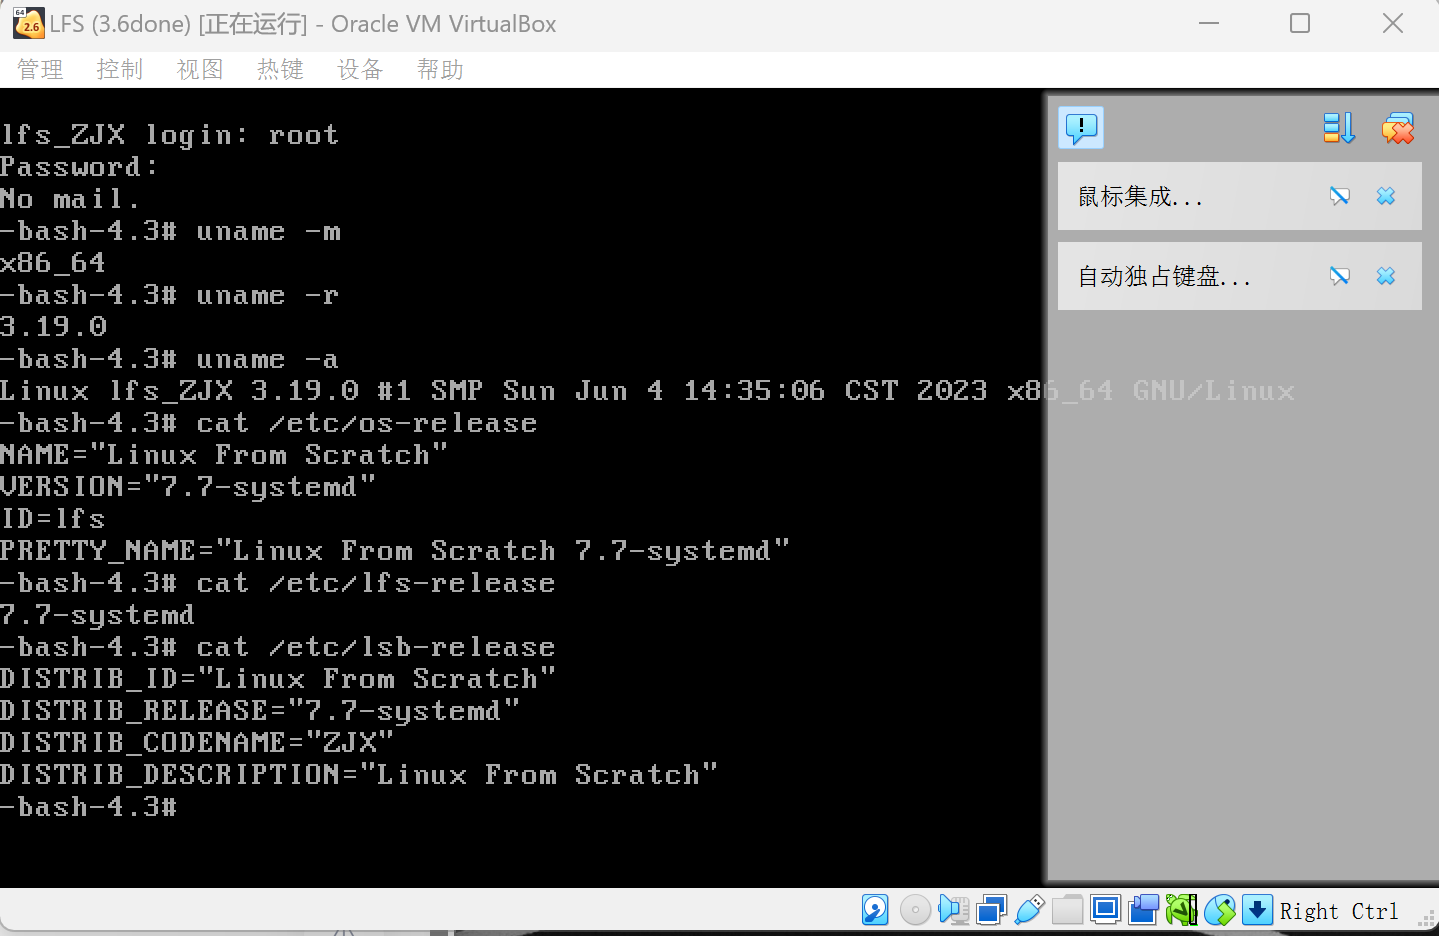 LFS (3.6done) [正在运行] - Oracle VM VirtualBox
管理 控制 视图 热键 设备 帮助
lfs_ZJX login: root
Password:
No mail.
-bash-4.3# uname -m
x86_64
-bash-4.3# uname -r
3.19.0
-bash-4.3# uname -a
Linux lfs_ZJX 3.19.0 #1 SMP Sun Jun 4 14:35:06 CST 2023 x86_64 GNU/Linux
-bash-4.3# cat /etc/os-release
NAME="Linux From Scratch"
VERSION="7.7-systemd"
ID=lfs
PRETTY_NAME="Linux From Scratch 7.7-systemd"
-bash-4.3# cat /etc/lfs-release
7.7-systemd
-bash-4.3# cat /etc/lsb-release
DISTRIB_ID="Linux From Scratch"
DISTRIB_RELEASE="7.7-systemd"
DISTRIB_CODENAME="ZJX"
DISTRIB_DESCRIPTION="Linux From Scratch"
-bash-4.3#
鼠标集成...
自动独占键盘...
Right Ctrl
64
2.6